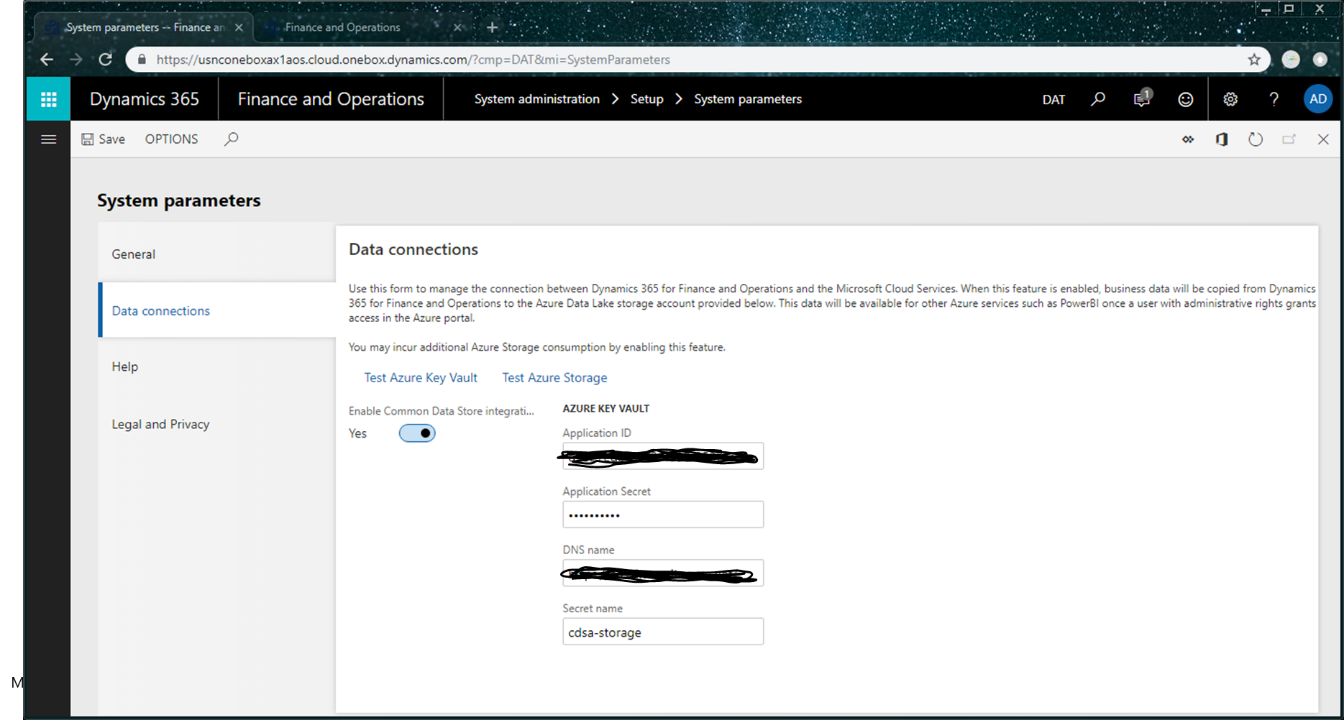 System parameters -- Finance an
Finance and Operations
https://usnconeboxax1aos.cloud.onebox.dynamics.com/?cmp=DAT&mi=SystemParameters
Dynamics 365
Finance and Operations
System administration > Setup > System parameters
DAT
1
?
AD
Save
OPTIONS
System parameters
General
Data connections
Help
Legal and Privacy
Data connections
Use this form to manage the connection between Dynamics 365 for Finance and Operations and the Microsoft Cloud Services. When this feature is enabled, business data will be copied from Dynamics
365 for Finance and Operations to the Azure Data Lake storage account provided below. This data will be available for other Azure services such as PowerBI once a user with administrative rights grants
access in the Azure portal.
You may incur additional Azure Storage consumption by enabling this feature.
Test Azure Key Vault
Test Azure Storage
Enable Common Data Store integrati...
Yes
AZURE KEY VAULT
Application ID
Application Secret
••••••••••
DNS name
Secret name
cdsa-storage
M